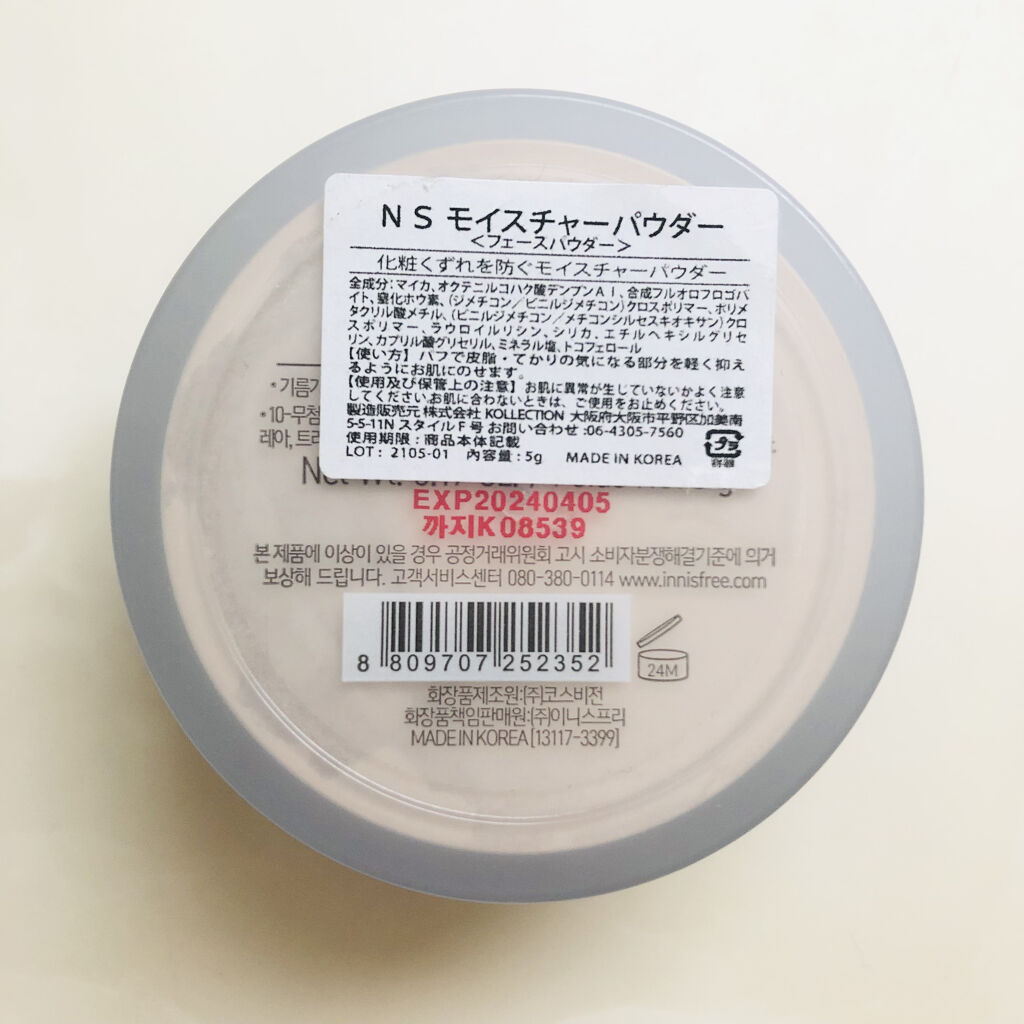 NS モイスチャーパウダー
<フェースパウダー>
化粧くずれを防ぐモイスチャーパウダー
全成分:マイカ、オクテニルコハク酸デンプンAl、合成フルオロフロゴパ
イト、窒化ホウ素、(ジメチコン/ビニルジメチコン)クロスポリマー、ポリメ
タクリル酸メチル、(ビニルジメチコン/メチコンシルセスキオキサン)クロ
スポリマー、ラウロイルリシン、シリカ、エチルヘキシルグリセ
リン、カプリル酸グリセリル、ミネラル塩、トコフェロール
【使い方】パフで皮脂・てかりの気になる部分を軽く抑え
るようにお肌にのせます。
【使用及び保管上の注意】お肌に異常が生じていないかよく注意
してください。お肌に合わないときは、ご使用をお止めください。
製造販売元 株式会社 KOLLECTION 大阪府大阪市平野区加美南
5-5-11N スタイルF号 お問い合わせ:06-4305-7560
使用期限:商品本体記載
LOT: 2105-01 内容量:5g MADE IN KOREA
プラ
容器
*기름기
*10-무첨
레아, 트리
Net Wt.
EXP20240405
까지K08539
본 제품에 이상이 있을 경우 공정거래위원회 고시 소비자분쟁해결기준에 의거
보상해 드립니다. 고객서비스센터 080-380-0114 www.innisfree.com
8 809707 252352
24M
화장품제조원:(주)코스비전
화장품책임판매원:(주)이니스프리
MADE IN KOREA [13117-3399]